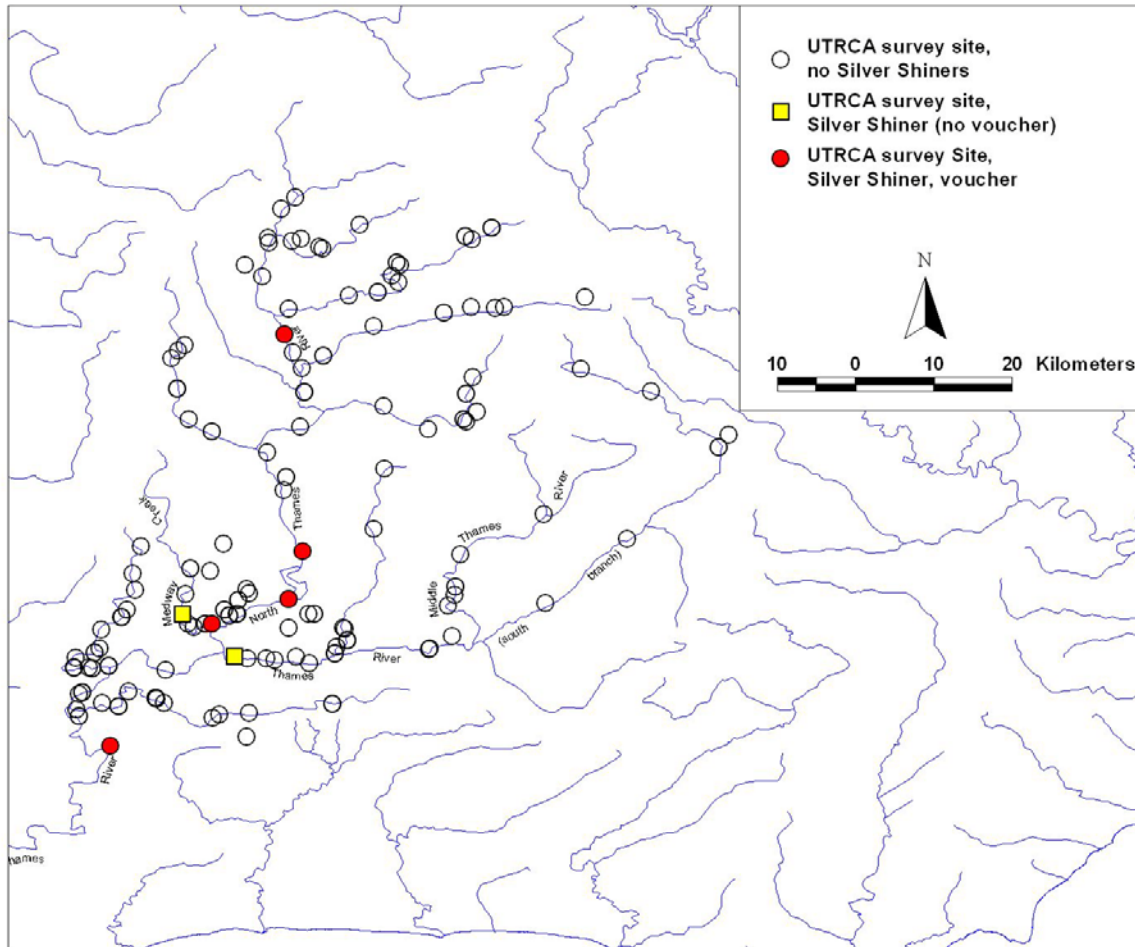 UTRCA survey site,
no Silver Shiners
UTRCA survey site,
Silver Shiner (no voucher)
UTRCA survey Site,
Silver Shiner, voucher
N
10 0 10 20 Kilometers
River
Thames
Creek
Medway
North
Thames
River
Middle
Thames
River
(south
branch)
River
hames